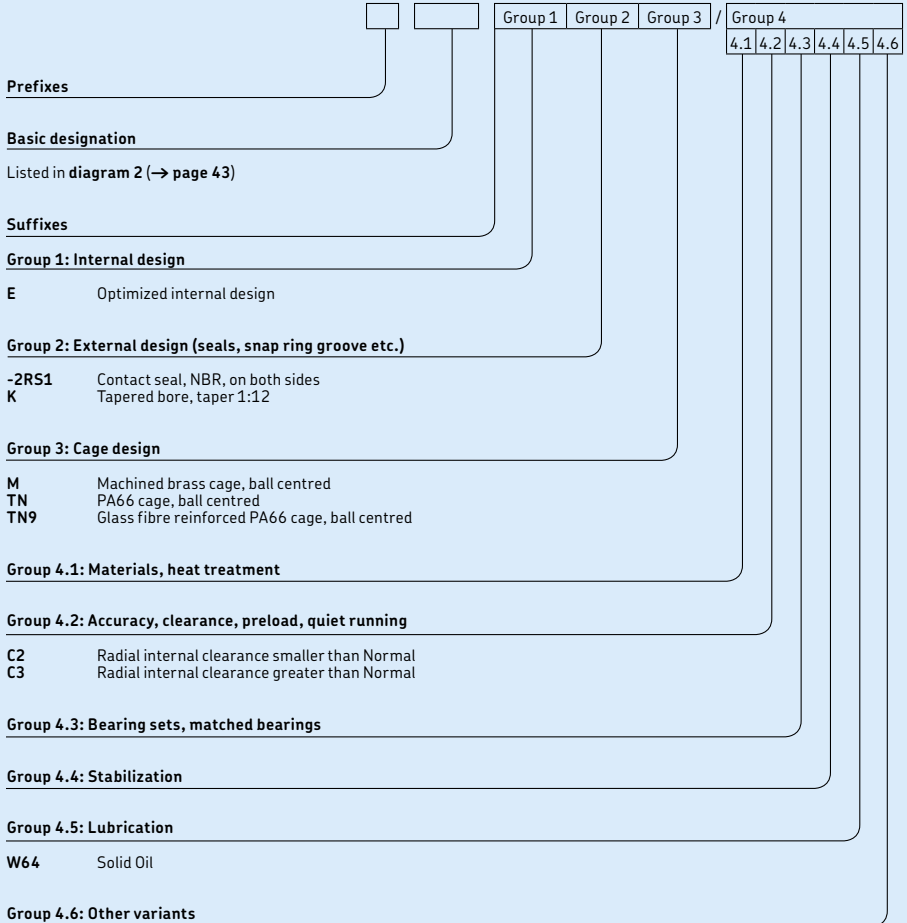 Group 1 Group 2 Group 3 / Group 4
4.1 4.2 4.3 4.4 4.5 4.6
Prefixes
Basic designation
Listed in diagram 2 (→ page 43)
Suffixes
Group 1: Internal design
E Optimized internal design
Group 2: External design (seals, snap ring groove etc.)
-2RS1 Contact seal, NBR, on both sides
K Tapered bore, taper 1:12
Group 3: Cage design
M Machined brass cage, ball centred
TN PA66 cage, ball centred
TN9 Glass fibre reinforced PA66 cage, ball centred
Group 4.1: Materials, heat treatment
Group 4.2: Accuracy, clearance, preload, quiet running
C2 Radial internal clearance smaller than Normal
C3 Radial internal clearance greater than Normal
Group 4.3: Bearing sets, matched bearings
Group 4.4: Stabilization
Group 4.5: Lubrication
W64 Solid Oil
Group 4.6: Other variants